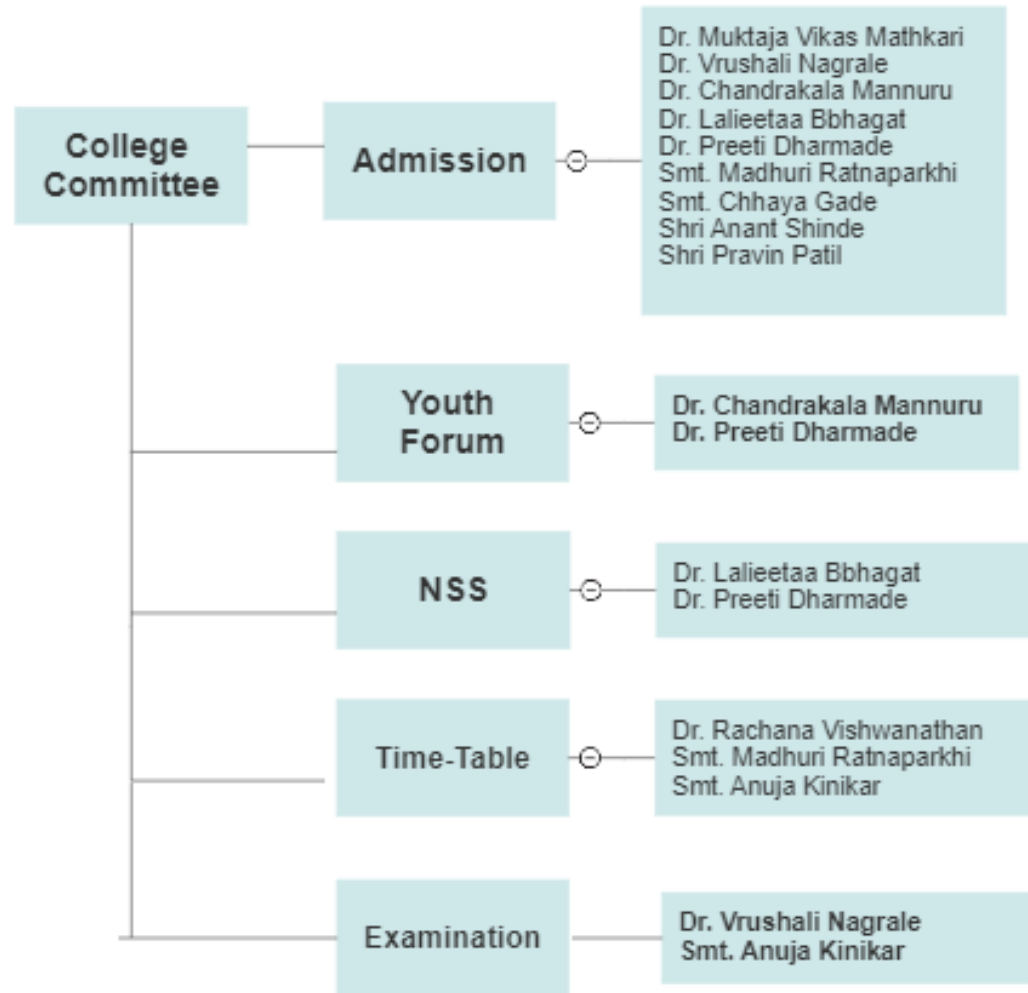 College
Committee
Admission
Dr. Muktaja Vikas Mathkari
Dr. Vrushali Nagrale
Dr. Chandrakala Mannuru
Dr. Lalieetaa Bbhagat
Dr. Preeti Dharmade
Smt. Madhuri Ratnaparkhi
Smt. Chhaya Gade
Shri Anant Shinde
Shri Pravin Patil
Youth
Forum
Dr. Chandrakala Mannuru
Dr. Preeti Dharmade
NSS
Dr. Lalieetaa Bbhagat
Dr. Preeti Dharmade
Time-Table
Dr. Rachana Vishwanathan
Smt. Madhuri Ratnaparkhi
Smt. Anuja Kinikar
Examination
Dr. Vrushali Nagrale
Smt. Anuja Kinikar